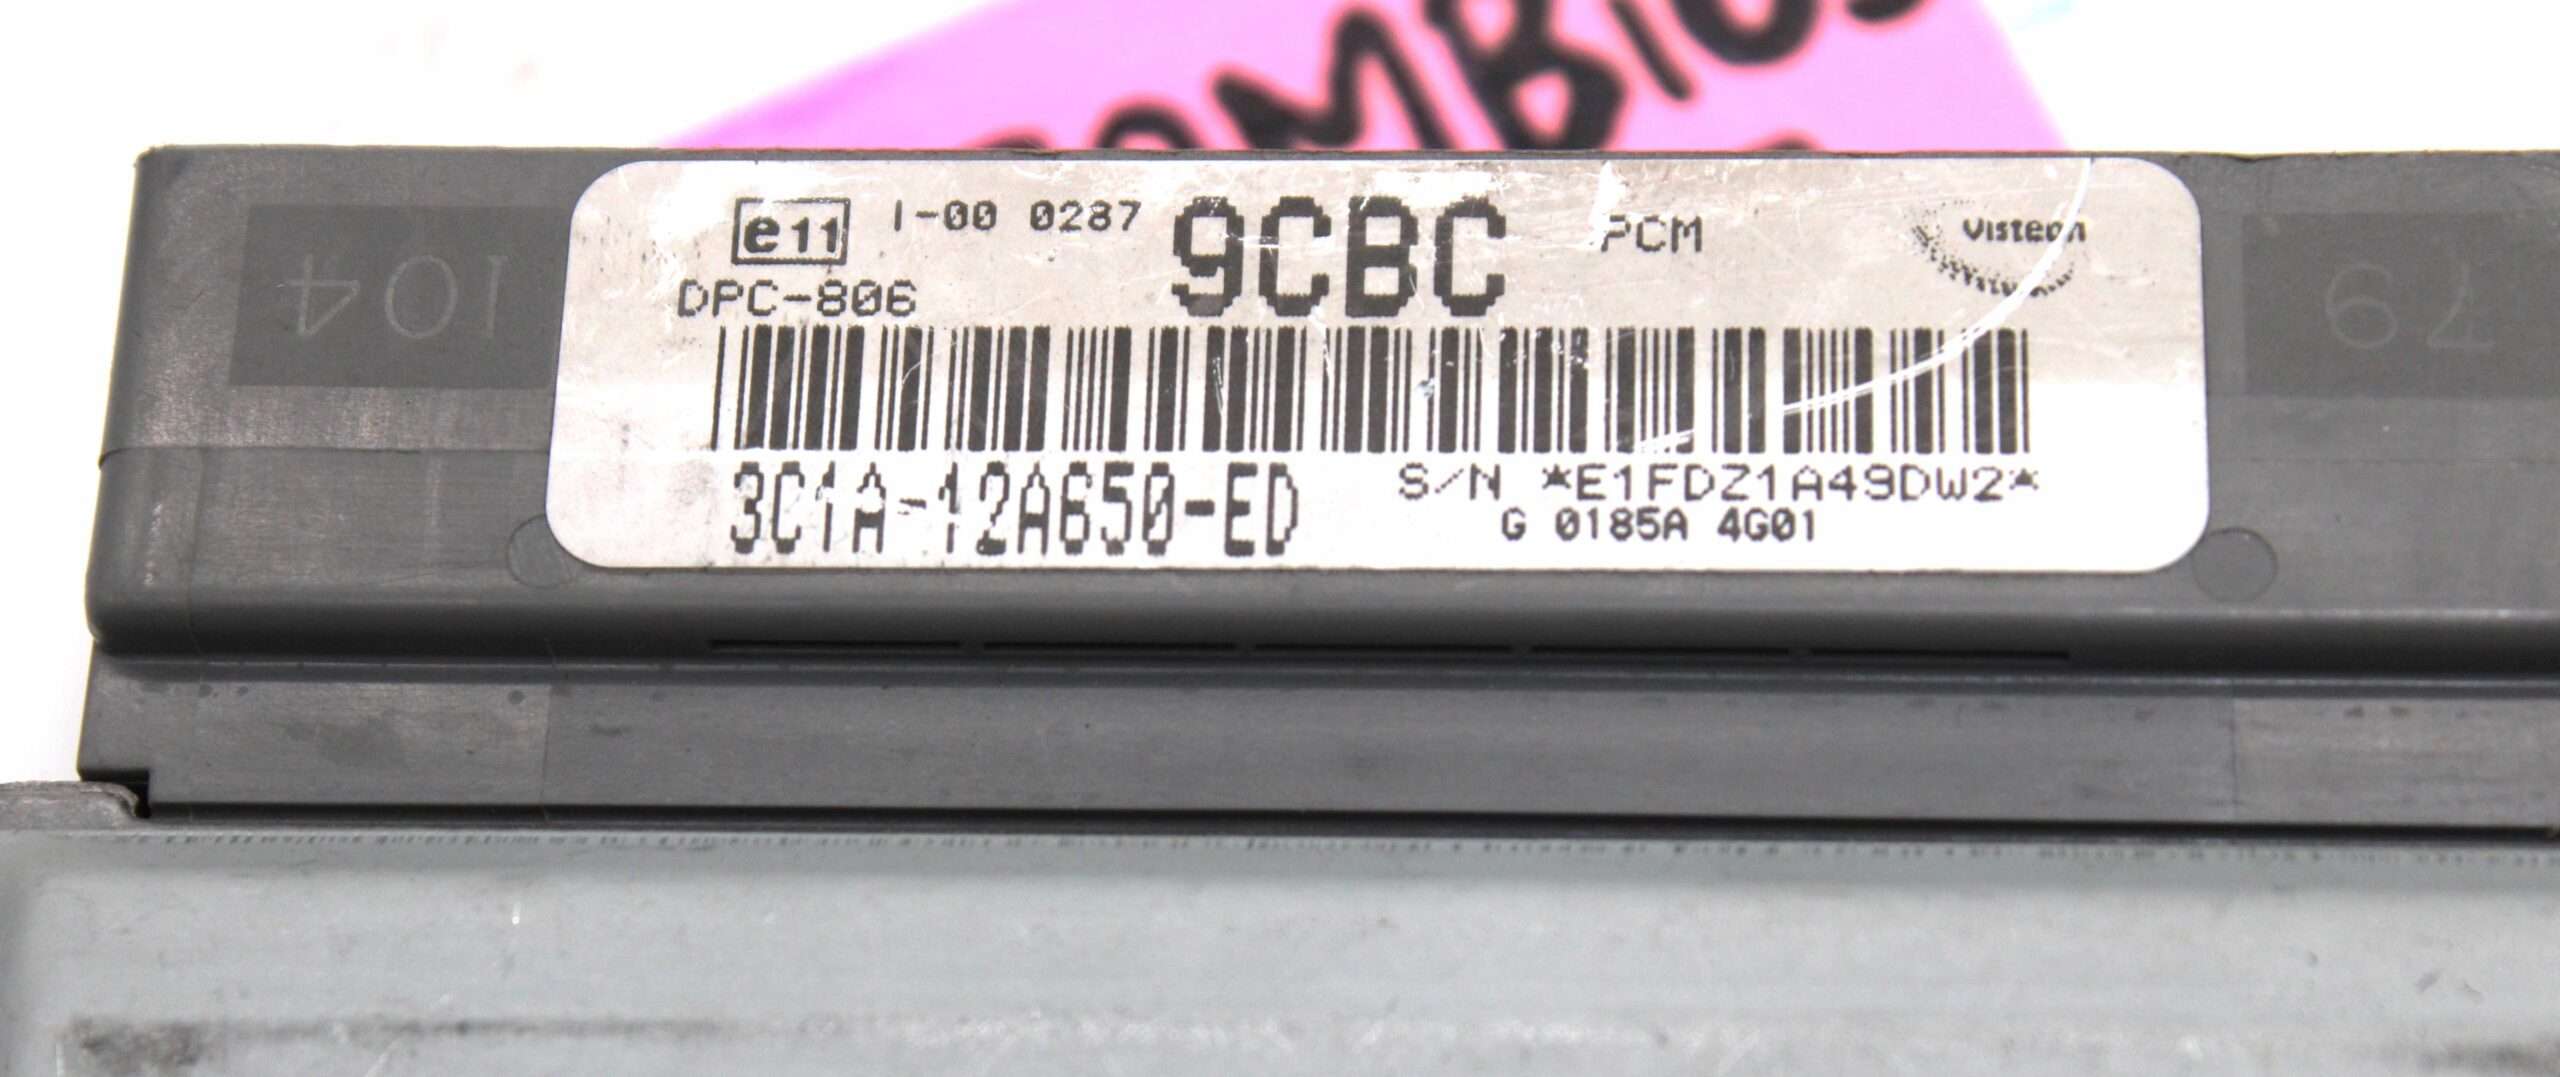 e11 I-00 0287 9CBC PCM Visteon
DPC-806
104
79
3C1A-12A650-ED S/N *E1FDZ1A49DW2*
G 0185A 4G01